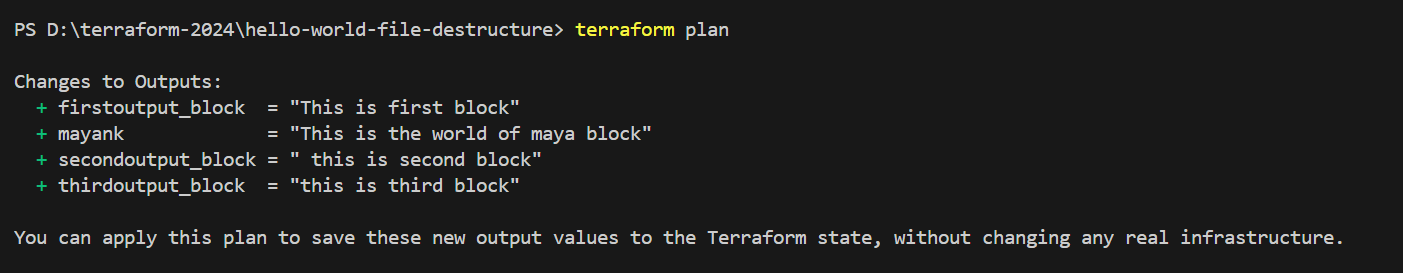 PS D:\terraform-2024\hello-world-file-destructure> terraform plan
Changes to Outputs:
  + firstoutput_block  = "This is first block"
  + mayank             = "This is the world of maya block"
  + secondoutput_block = " this is second block"
  + thirdoutput_block  = "this is third block"
You can apply this plan to save these new output values to the Terraform state, without changing any real infrastructure.